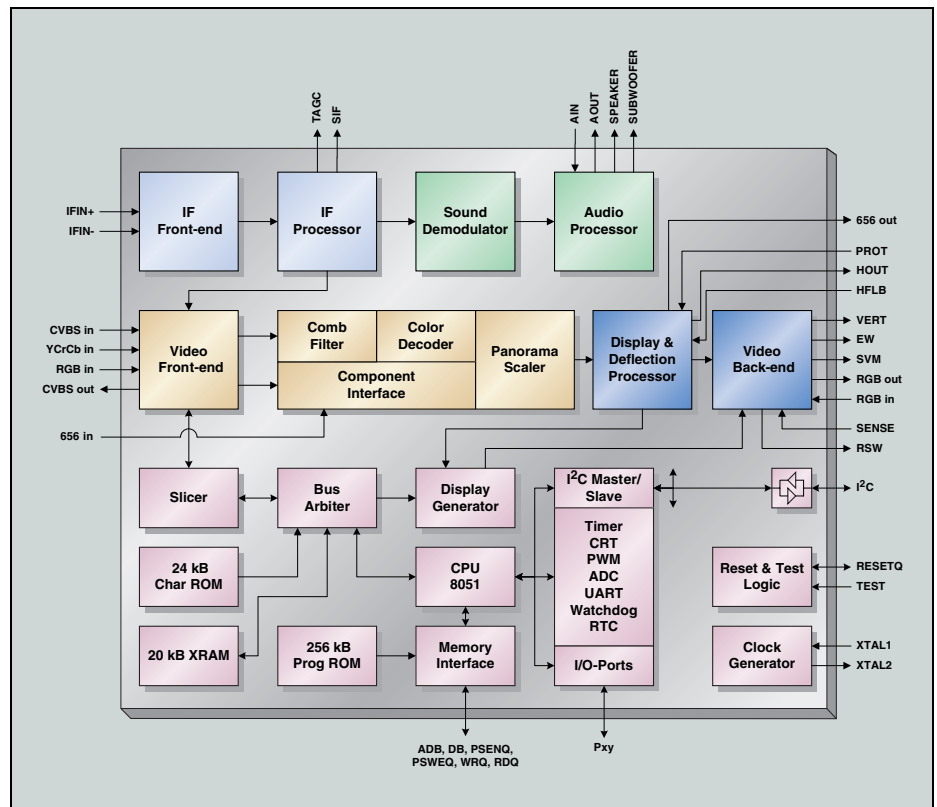 TAGC
SIF
AIN
AOUT
SPEAKER
SUBWOOFER
IFIN+
IFIN-
IF
Front-end
IF
Processor
Sound
Demodulator
Audio
Processor
656 out
PROT
HOUT
HFLB
CVBS in
YCrCb in
RGB in
CVBS out
Video
Front-end
Comb
Filter
Color
Decoder
Component
Interface
Panorama
Scaler
Display &
Deflection
Processor
Video
Back-end
VERT
EW
SVM
RGB out
RGB in
656 in
SENSE
RSW
Slicer
Bus
Arbiter
Display
Generator
I²C Master/
Slave
I²C
Timer
CRT
PWM
ADC
UART
Watchdog
RTC
24 kB
Char ROM
CPU
8051
Reset & Test
Logic
RESETQ
TEST
20 kB XRAM
256 kB
Prog ROM
Memory
Interface
I/O-Ports
Clock
Generator
XTAL1
XTAL2
ADB, DB, PSENQ,
PSWEQ, WRQ, RDQ
Pxy